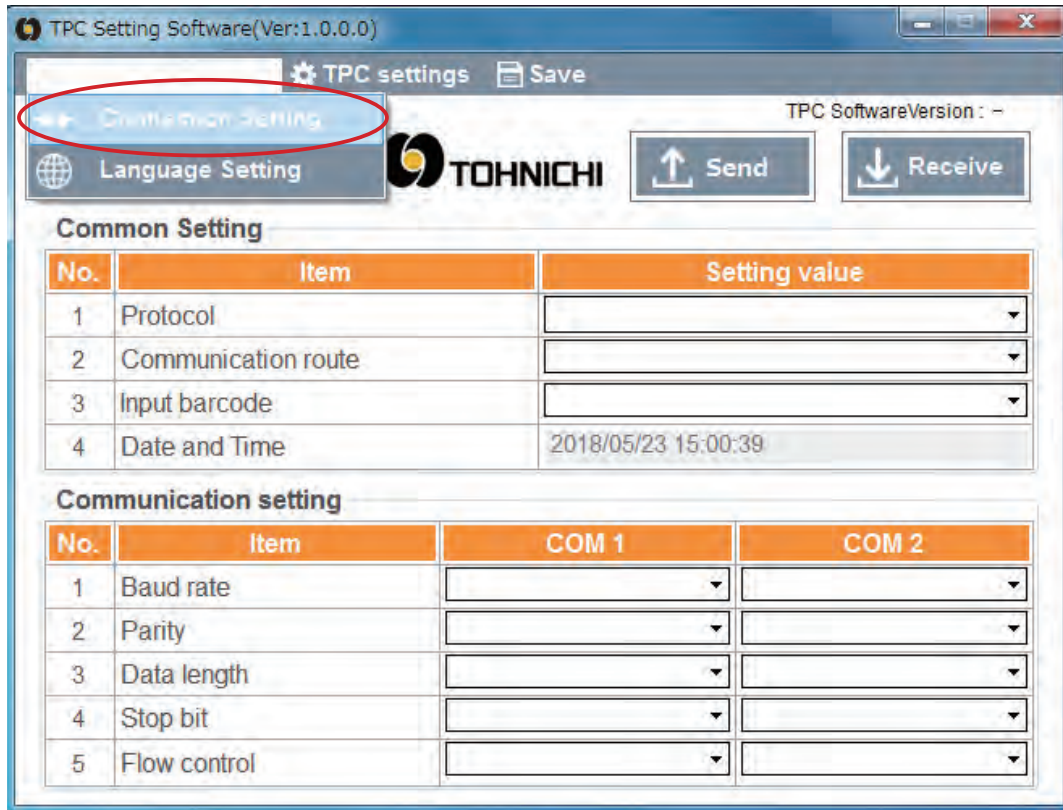 TPC Setting Software(Ver:1.0.0.0)
TPC settings Save
Connection Setting
TPC SoftwareVersion : –
Language Setting
TOHNICHI
Send
Receive
Common Setting
No. Item Setting value
1 Protocol
2 Communication route
3 Input barcode
4 Date and Time 2018/05/23 15:00:39
Communication setting
No. Item COM 1 COM 2
1 Baud rate
2 Parity
3 Data length
4 Stop bit
5 Flow control